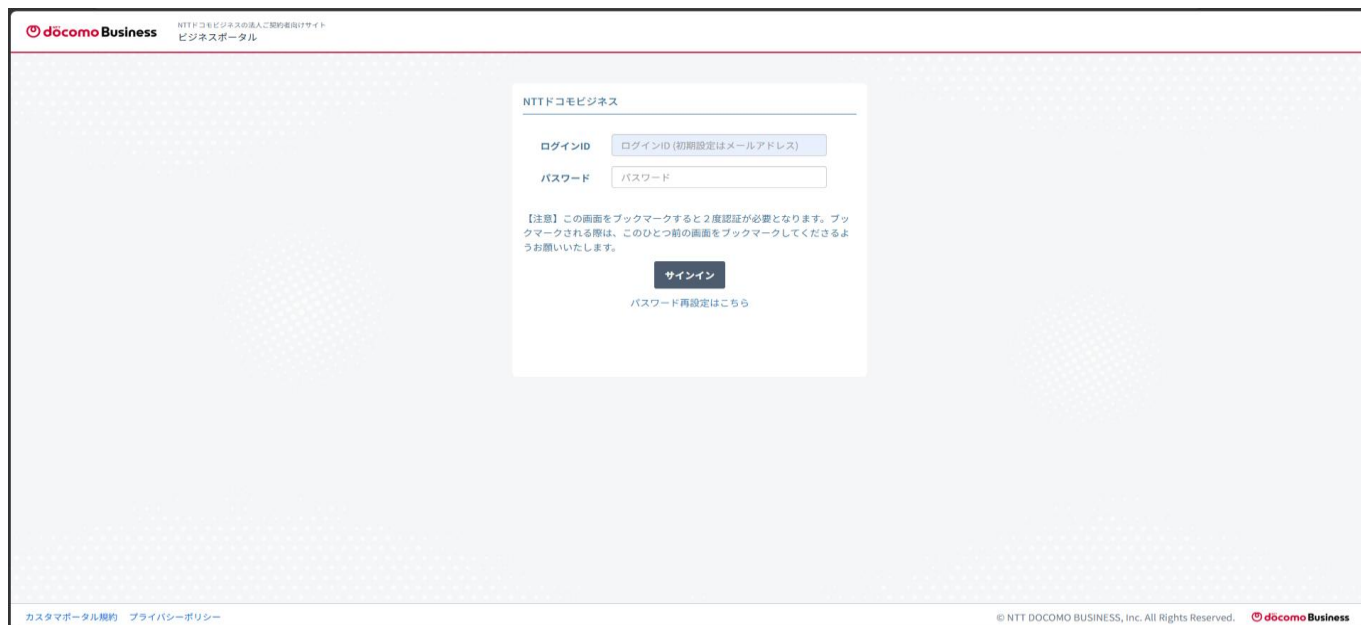 NTT
döcomo Business
NTTドコモビジネスの法人ご契約者向けサイト
ビジネスポータル
NTTドコモビジネス
ログインID
ログインID (初期設定はメールアドレス)
パスワード
パスワード
【注意】この画面をブックマークすると2度認証が必要となります。ブッ
クマークされる際は、このひとつ前の画面をブックマークしてくださるよ
うお願いいたします。
サインイン
パスワード再設定はこちら
カスタマポータル規約 プライバシーポリシー
© NTT DOCOMO BUSINESS, Inc. All Rights Reserved.
NTT
döcomo Business